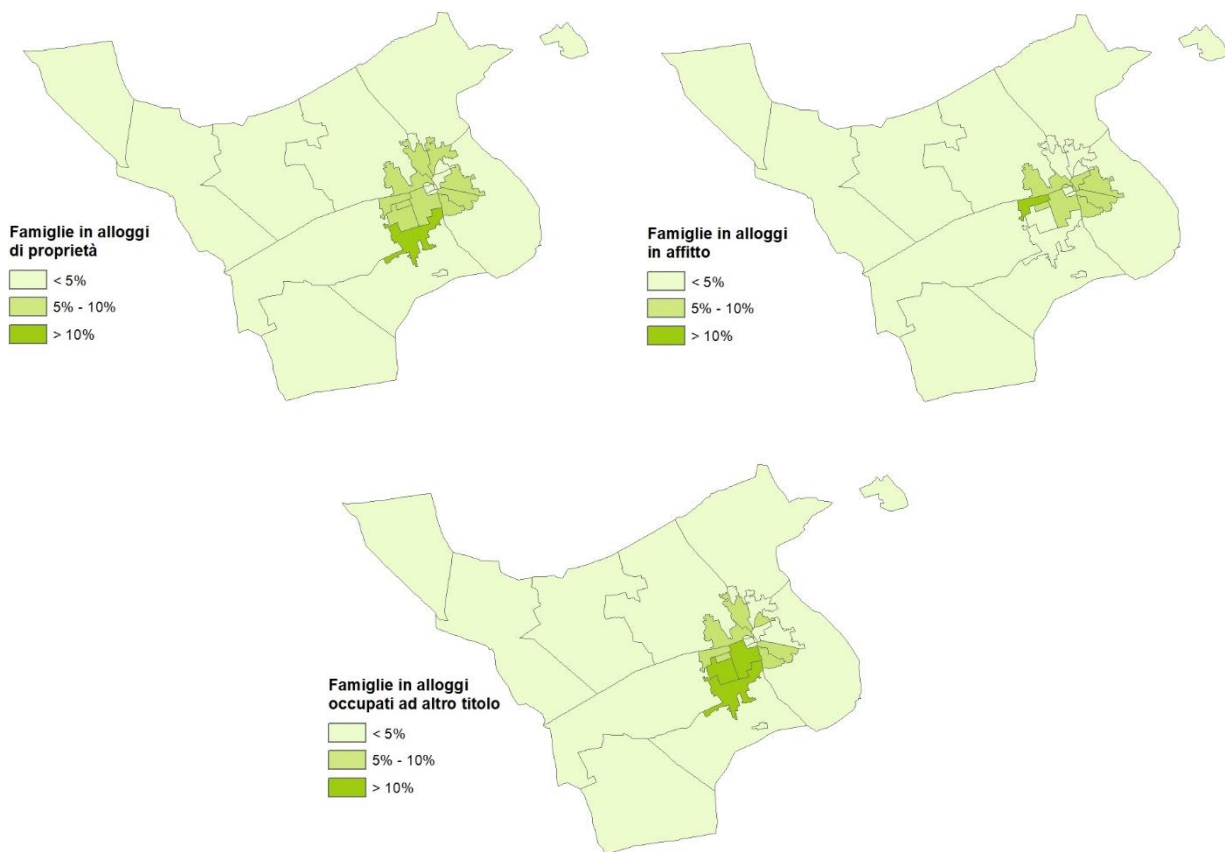 Famiglie in alloggi
di proprietà
< 5%
5% - 10%
> 10%
Famiglie in alloggi
in affitto
< 5%
5% - 10%
> 10%
Famiglie in alloggi
occupati ad altro titolo
< 5%
5% - 10%
> 10%